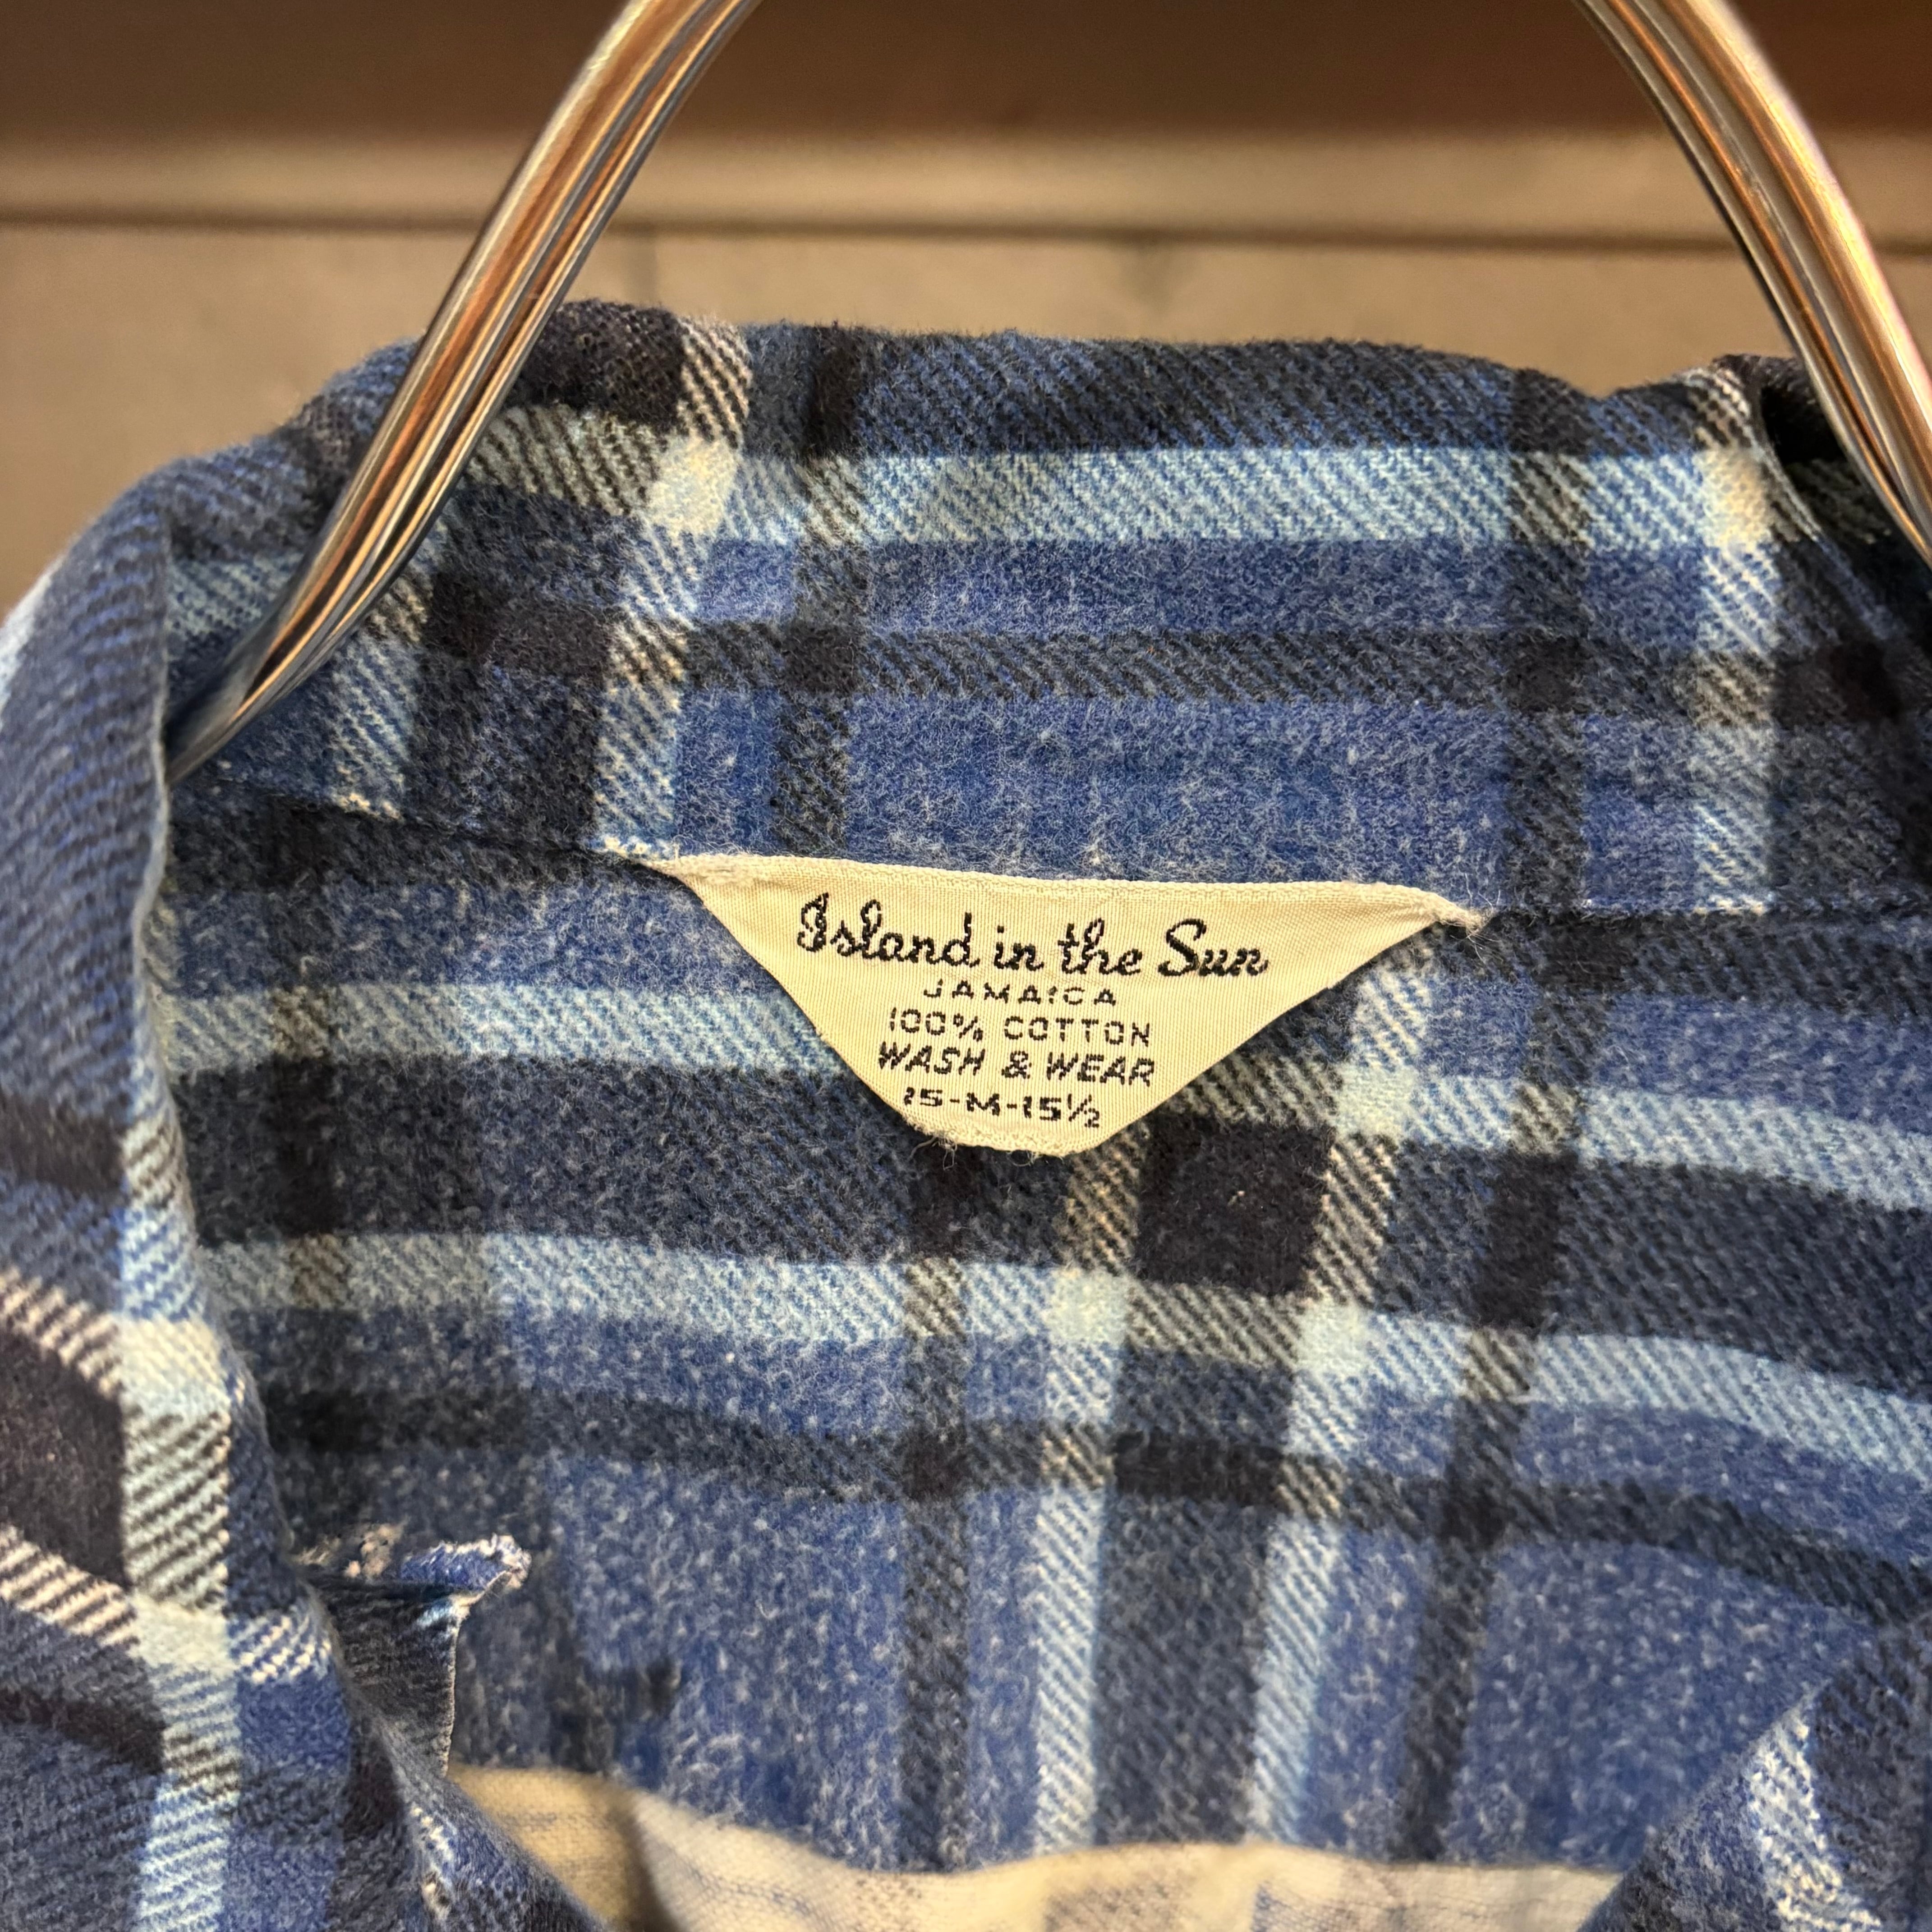 Island in the Sun
JAMAICA
100% COTTON
WASH & WEAR
15-M-15½